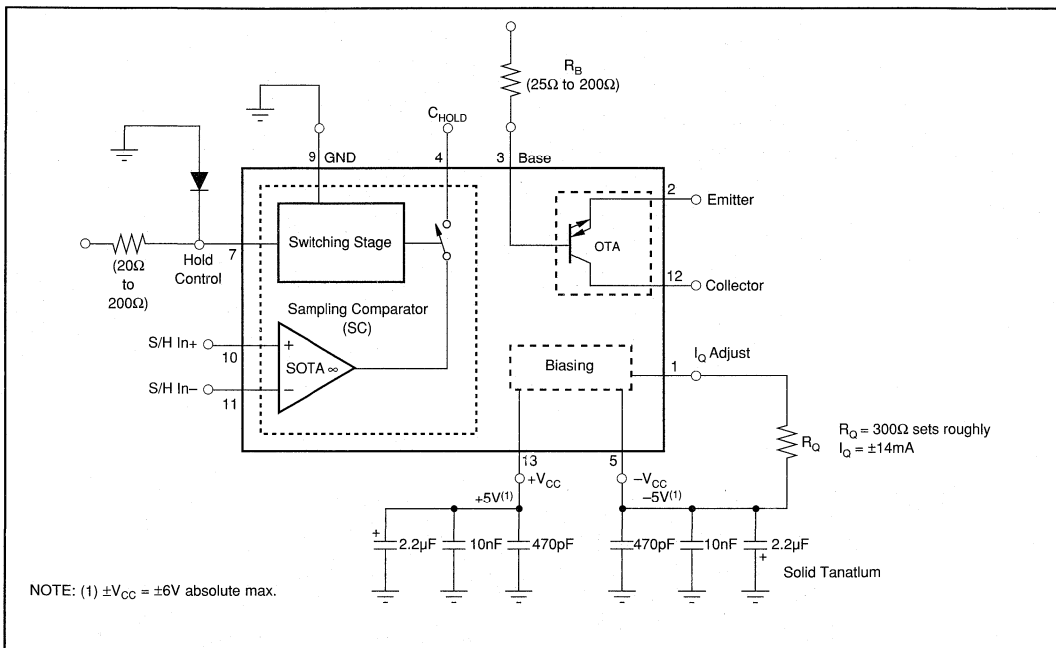 R_B
(25Ω to 200Ω)
C_HOLD
9 GND
4
3 Base
2
Emitter
OTA
Switching Stage
7
Hold
Control
(20Ω
to
200Ω)
12
Collector
Sampling Comparator
(SC)
S/H In+
10
+
SOTA ∞
S/H In−
11
−
Biasing
1
I_Q Adjust
R_Q
R_Q = 300Ω sets roughly
I_Q = ±14mA
13
5
+V_CC
−V_CC
+5V(1)
−5V(1)
+
2.2µF
10nF
470pF
470pF
10nF
2.2µF
+
Solid Tanatlum
NOTE: (1) ±V_CC = ±6V absolute max.